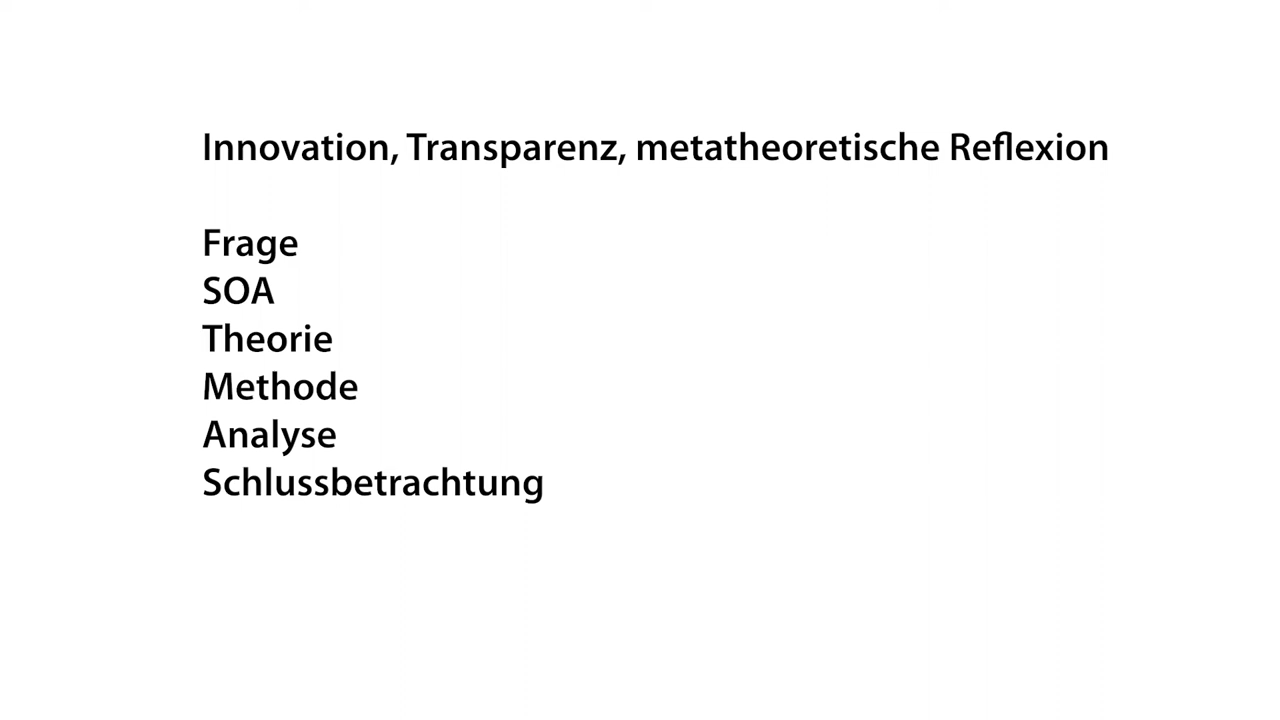 Innovation, Transparenz, metatheoretische Reflexion
Frage
SOA
Theorie
Methode
Analyse
Schlussbetrachtung